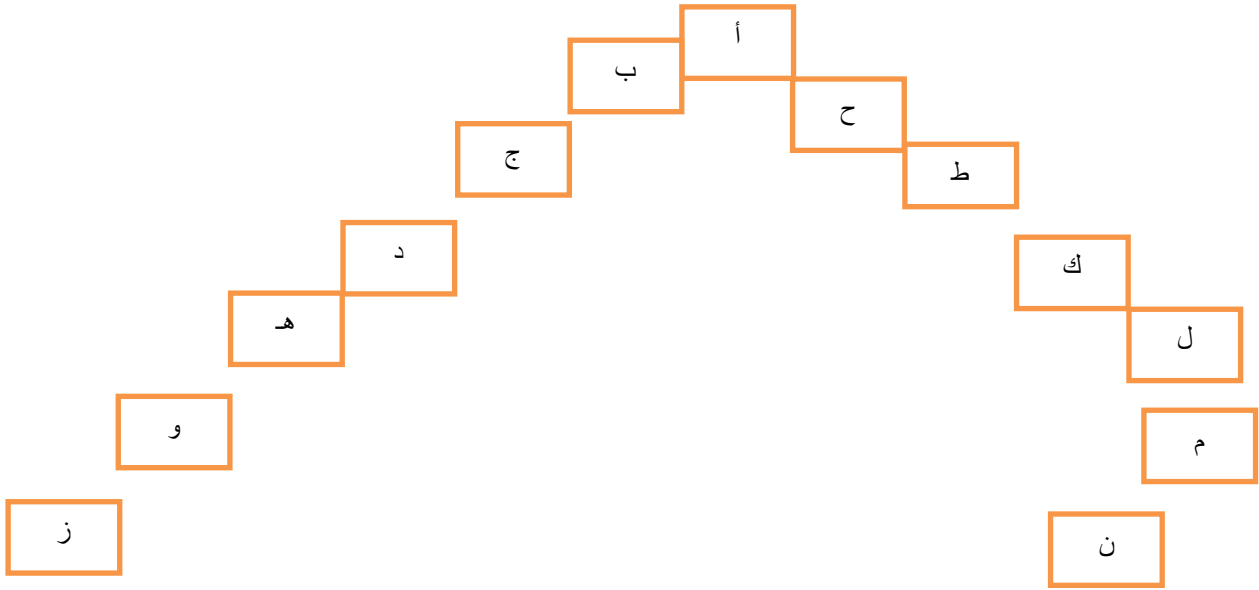 أ
ب
ح
ج
ط
د
ك
هـ
ل
و
م
ز
ن